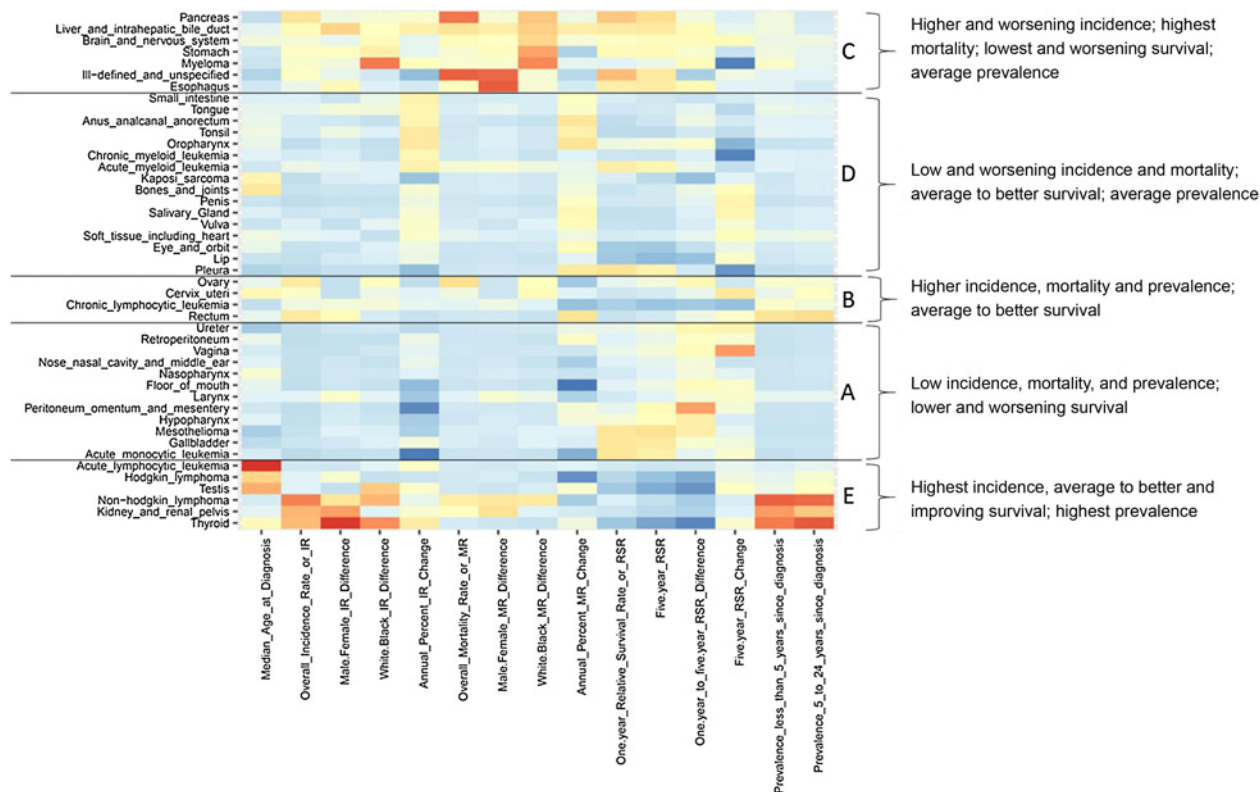 Pancreas
Liver_and_intrahepatic_bile_duct
Brain_and_nervous_system
Stomach
Myeloma
Ill-defined_and_unspecified
Esophagus
C
Higher and worsening incidence; highest
mortality; lowest and worsening survival;
average prevalence
Small_intestine
Tongue
Anus_analcanal_anorectum
Tonsil
Oropharynx
Chronic_myeloid_leukemia
Acute_myeloid_leukemia
Kaposi_sarcoma
Bones_and_joints
Penis
Salivary_Gland
Vulva
Soft_tissue_including_heart
Eye_and_orbit
Lip
Pleura
D
Low and worsening incidence and mortality;
average to better survival; average prevalence
Ovary
Cervix_uteri
Chronic_lymphocytic_leukemia
Rectum
B
Higher incidence, mortality and prevalence;
average to better survival
Ureter
Retroperitoneum
Vagina
Nose_nasal_cavity_and_middle_ear
Nasopharynx
Floor_of_mouth
Larynx
Peritoneum_omentum_and_mesentery
Hypopharynx
Mesothelioma
Gallbladder
Acute_monocytic_leukemia
A
Low incidence, mortality, and prevalence;
lower and worsening survival
Acute_lymphocytic_leukemia
Hodgkin_lymphoma
Testis
Non-hodgkin_lymphoma
Kidney_and_renal_pelvis
Thyroid
E
Highest incidence, average to better and
improving survival; highest prevalence
Median_Age_at_Diagnosis
Overall_Incidence_Rate_or_IR
Male.Female_IR_Difference
White.Black_IR_Difference
Annual_Percent_IR_Change
Overall_Mortality_Rate_or_MR
Male.Female_MR_Difference
White.Black_MR_Difference
Annual_Percent_MR_Change
One.year_Relative_Survival_Rate_or_RSR
Five.year_RSR
One.year_to_five.year_RSR_Difference
Five.year_RSR_Change
Prevalence_less_than_5_years_since_diagnosis
Prevalence_5_to_24_years_since_diagnosis